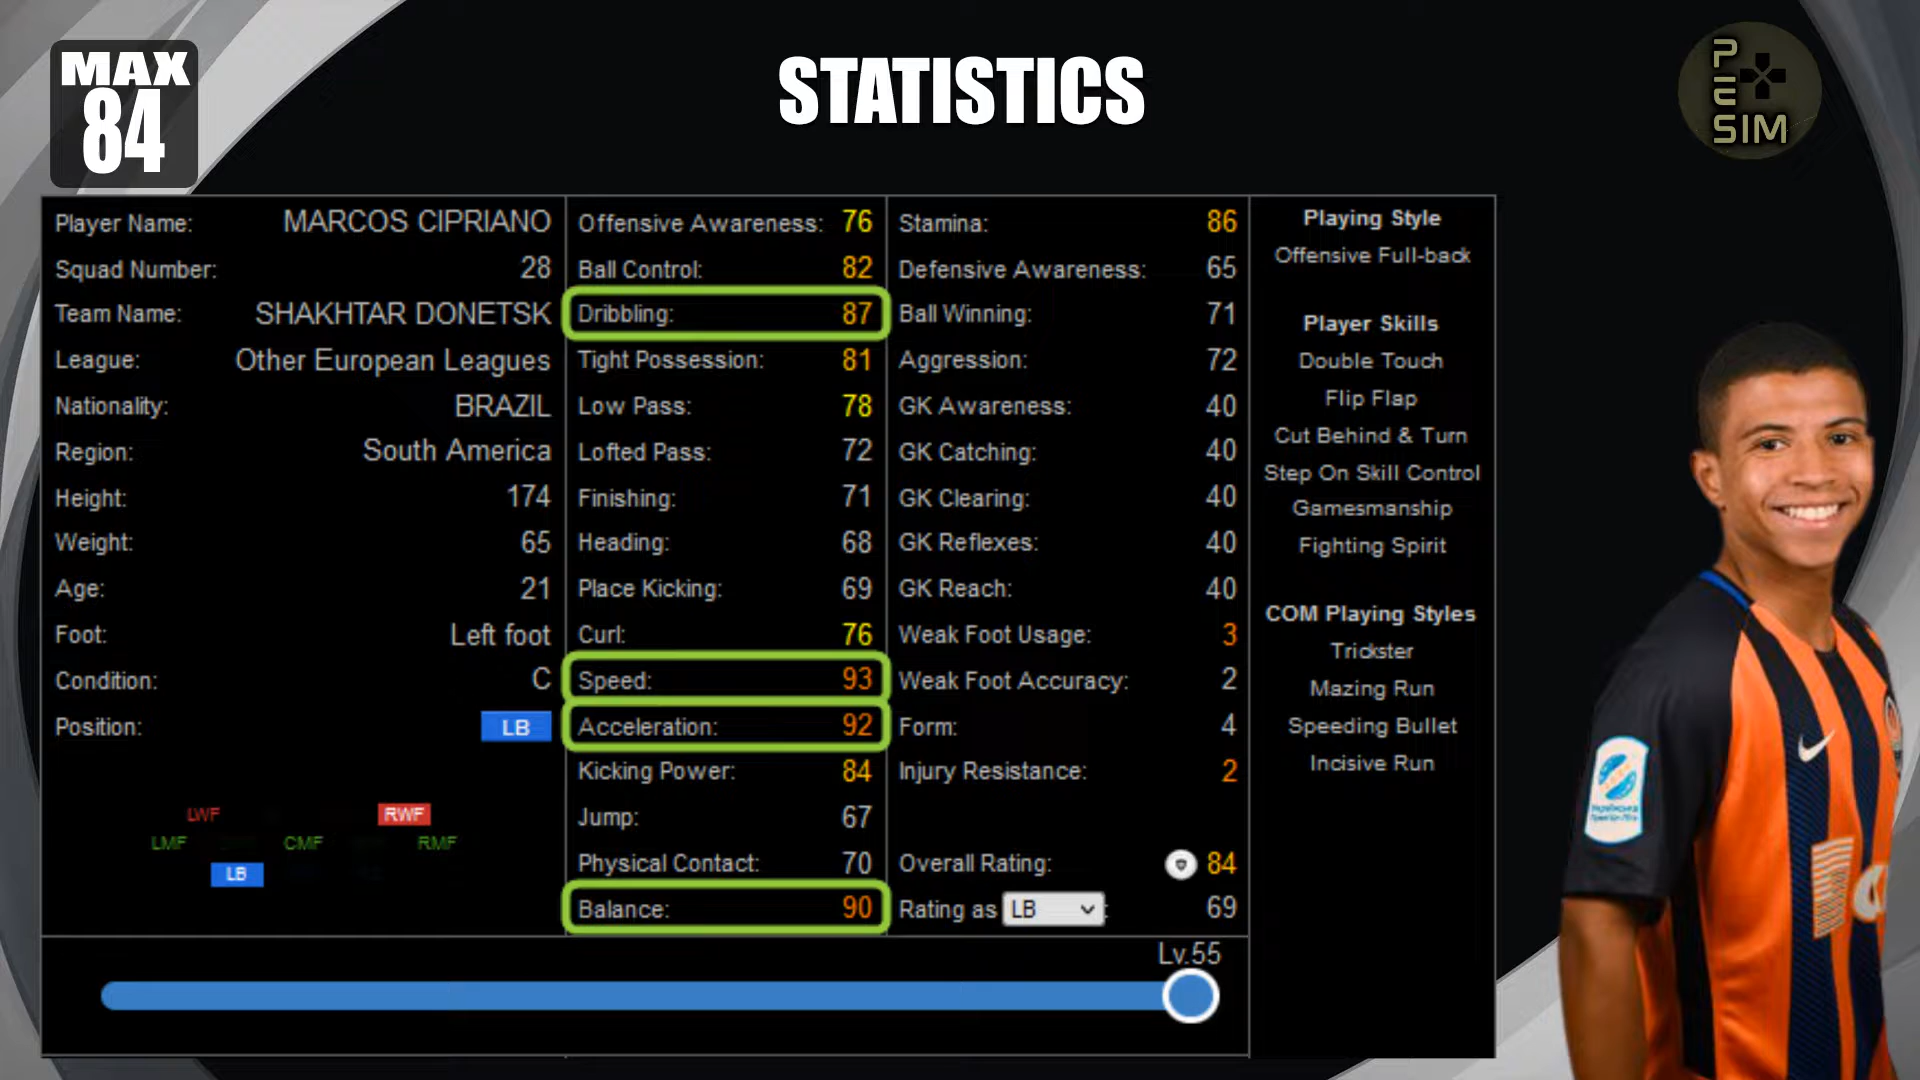 MAX
84
STATISTICS
PE
E
SIM
Player Name: MARCOS CIPRIANO
Squad Number: 28
Team Name: SHAKHTAR DONETSK
League: Other European Leagues
Nationality: BRAZIL
Region: South America
Height: 174
Weight: 65
Age: 21
Foot: Left foot
Condition: C
Position: LB
LWF RWF
LMF CMF RMF
LB
Offensive Awareness: 76
Ball Control: 82
Dribbling: 87
Tight Possession: 81
Low Pass: 78
Lofted Pass: 72
Finishing: 71
Heading: 68
Place Kicking: 69
Curl: 76
Speed: 93
Acceleration: 92
Kicking Power: 84
Jump: 67
Physical Contact: 70
Balance: 90
Stamina: 86
Defensive Awareness: 65
Ball Winning: 71
Aggression: 72
GK Awareness: 40
GK Catching: 40
GK Clearing: 40
GK Reflexes: 40
GK Reach: 40
Weak Foot Usage: 3
Weak Foot Accuracy: 2
Form: 4
Injury Resistance: 2
Overall Rating: 84
Rating as LB : 69
Lv.55
Playing Style
Offensive Full-back
Player Skills
Double Touch
Flip Flap
Cut Behind & Turn
Step On Skill Control
Gamesmanship
Fighting Spirit
COM Playing Styles
Trickster
Mazing Run
Speeding Bullet
Incisive Run